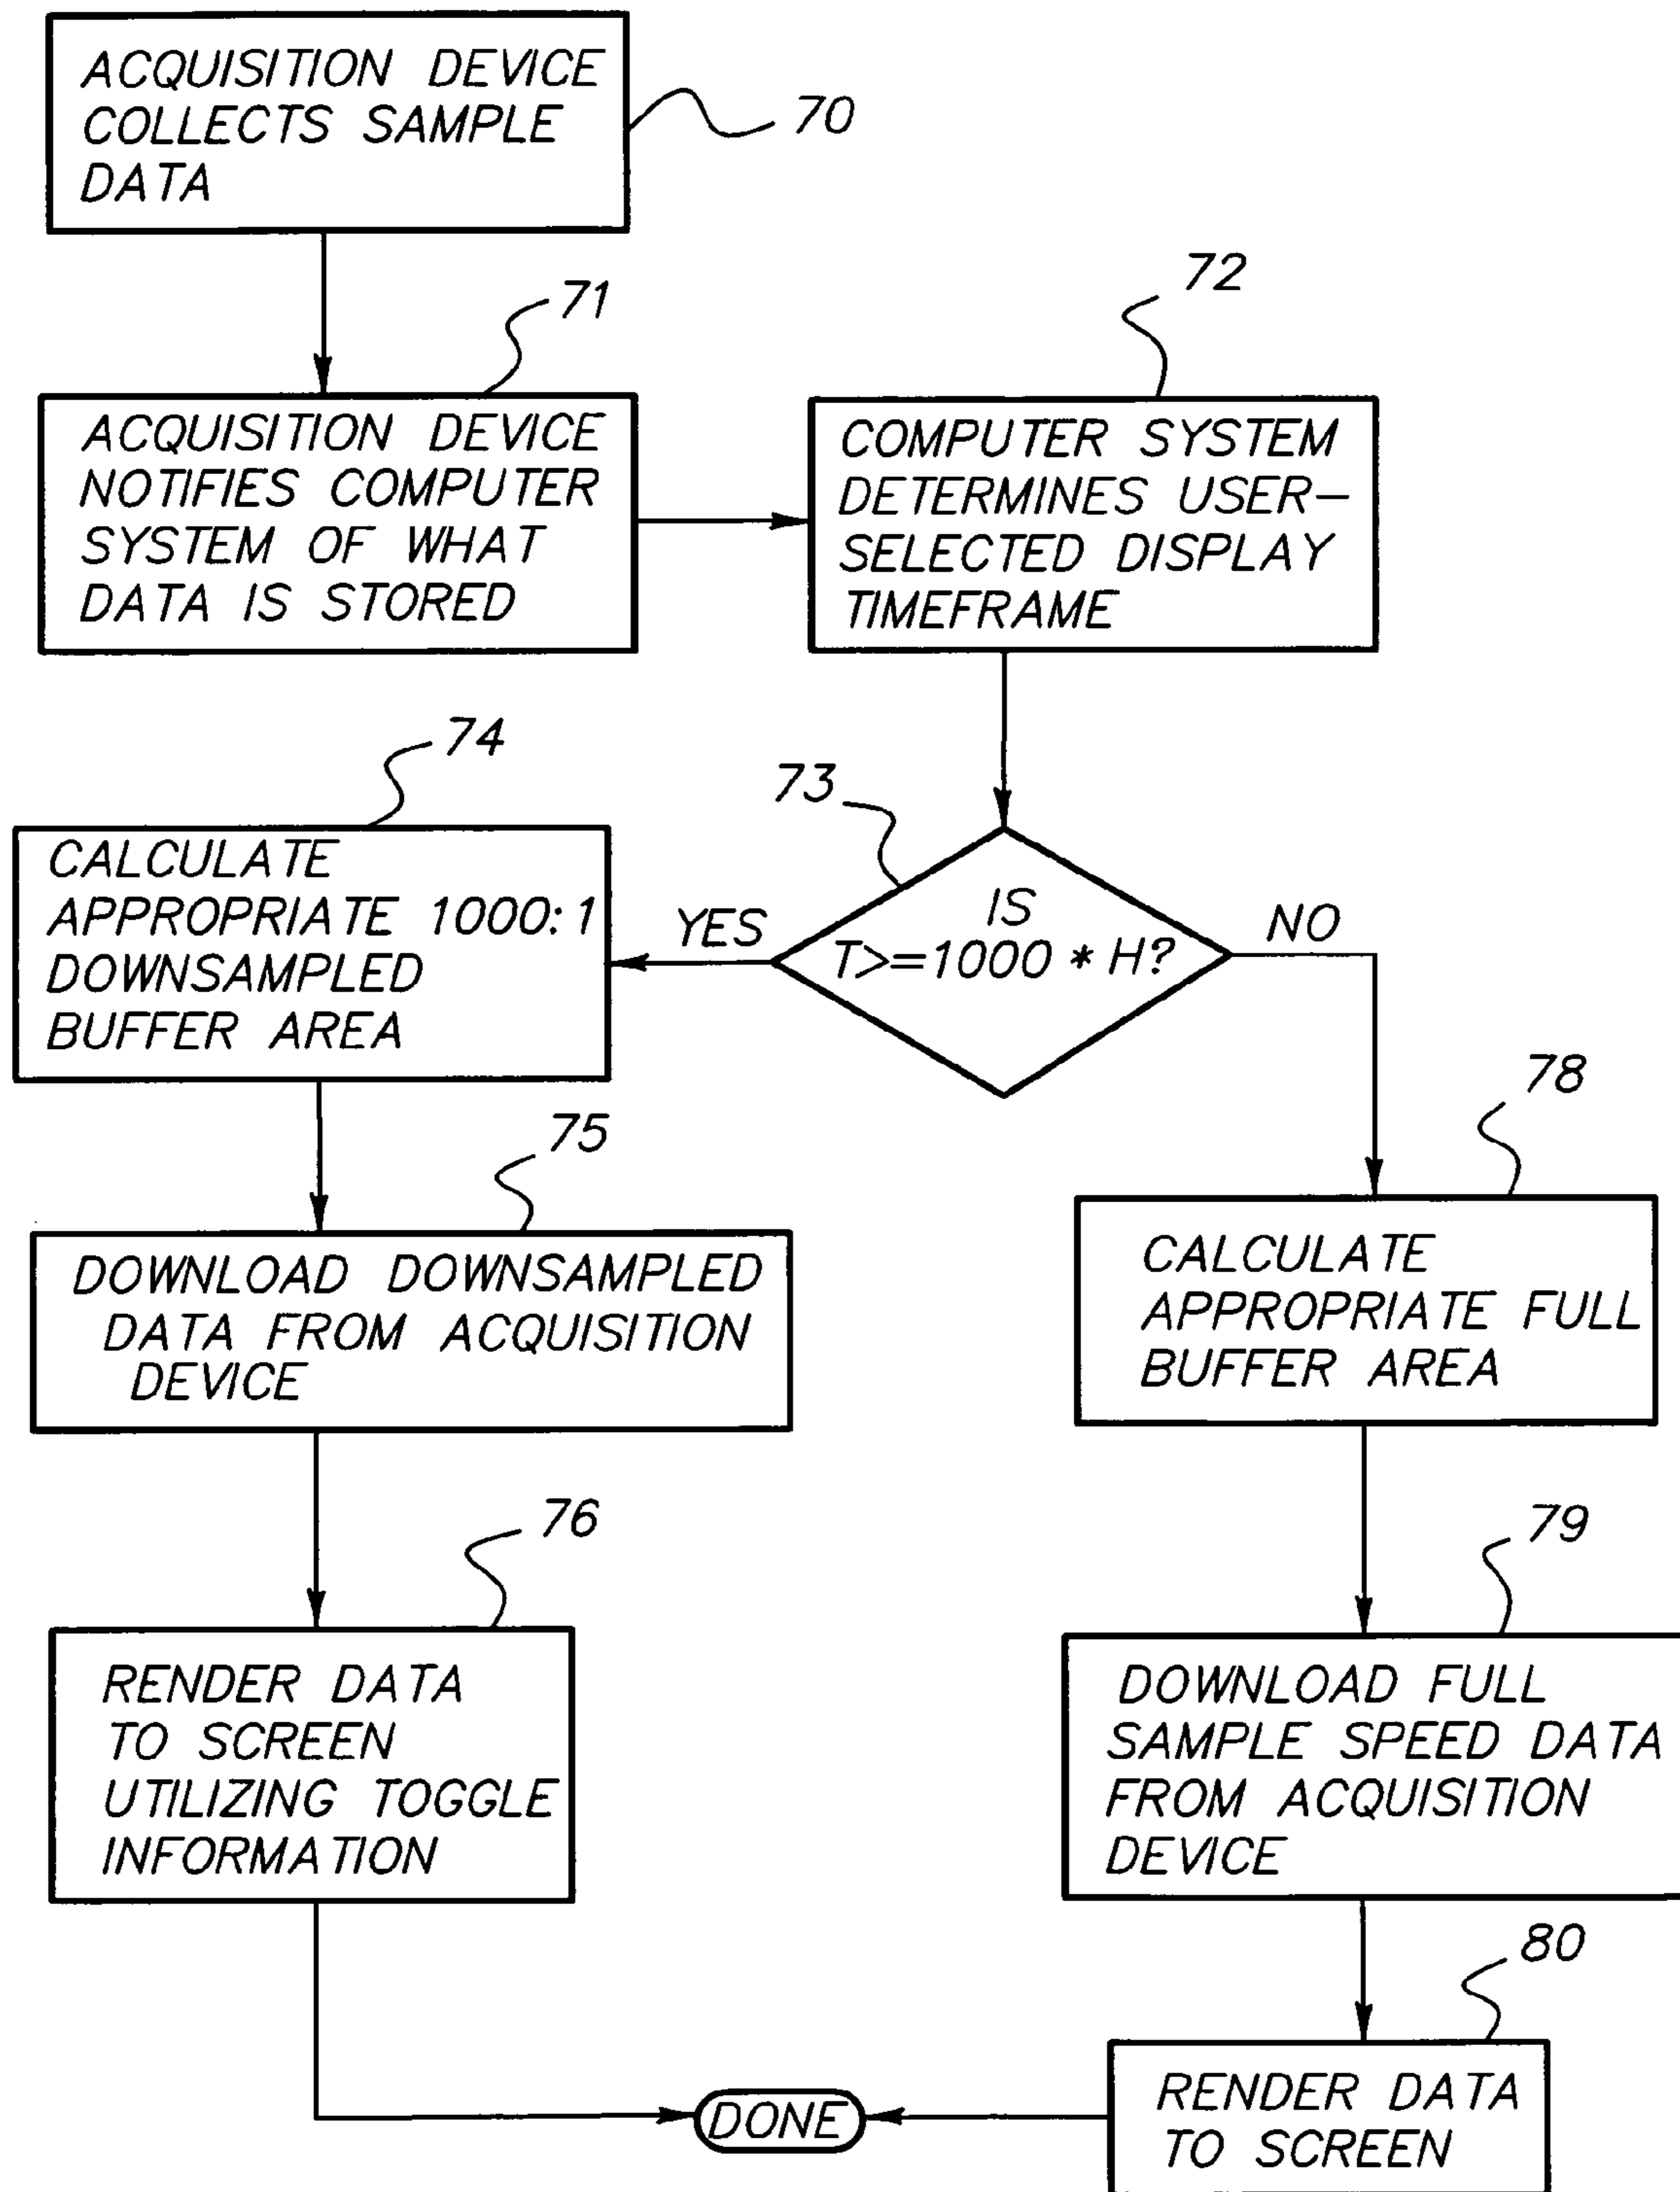 ACQUISITION DEVICE
COLLECTS SAMPLE
DATA
70
71
ACQUISITION DEVICE
NOTIFIES COMPUTER
SYSTEM OF WHAT
DATA IS STORED
72
COMPUTER SYSTEM
DETERMINES USER–
SELECTED DISPLAY
TIMEFRAME
73
IS
T>=1000 * H?
YES
NO
74
CALCULATE
APPROPRIATE 1000:1
DOWNSAMPLED
BUFFER AREA
75
DOWNLOAD DOWNSAMPLED
DATA FROM ACQUISITION
DEVICE
76
RENDER DATA
TO SCREEN
UTILIZING TOGGLE
INFORMATION
78
CALCULATE
APPROPRIATE FULL
BUFFER AREA
79
DOWNLOAD FULL
SAMPLE SPEED DATA
FROM ACQUISITION
DEVICE
80
RENDER DATA
TO SCREEN
DONE